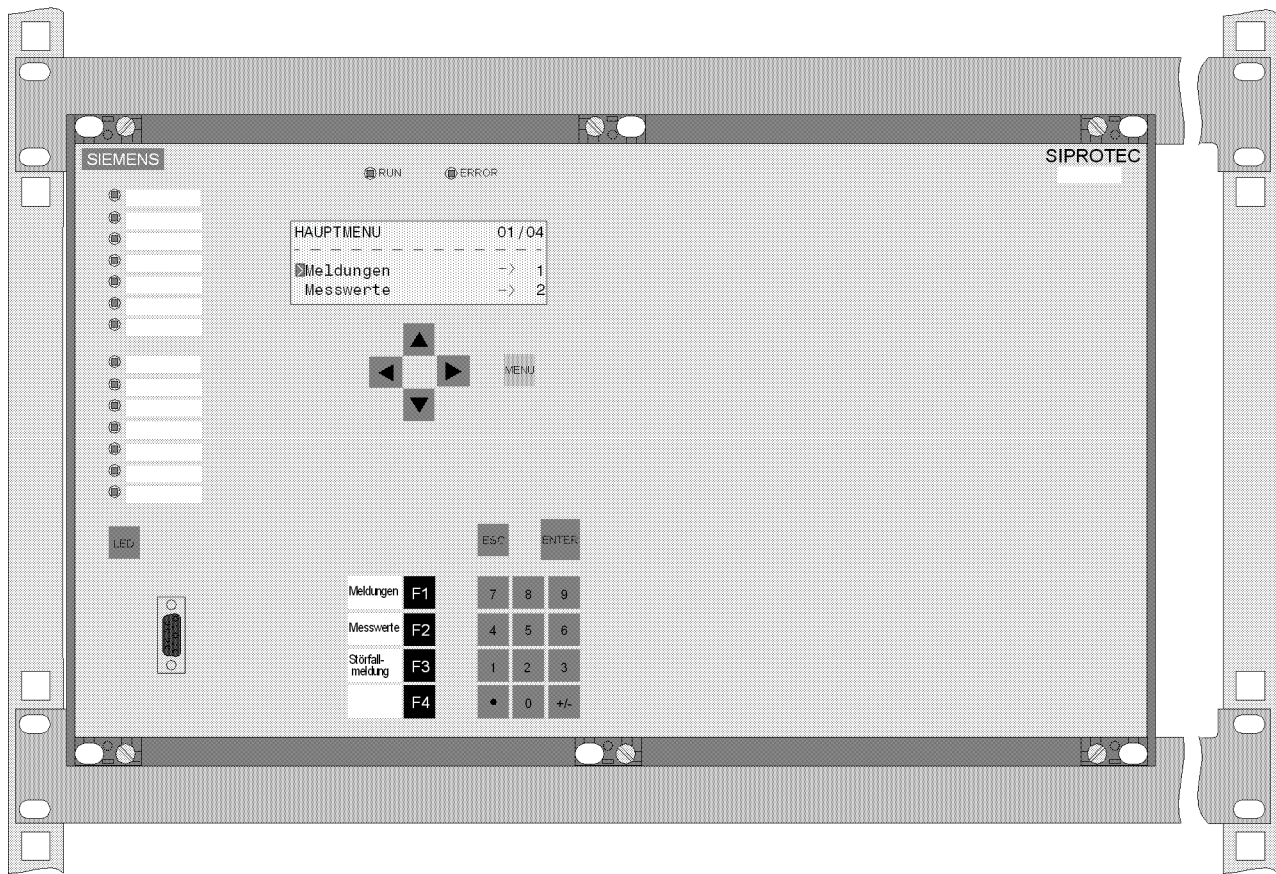 SIEMENS
SIPROTEC
RUN ERROR
HAUPTMENU 01/04
Meldungen -> 1
Messwerte -> 2
MENU
LED
ESC ENTER
Meldungen F1 7 8 9
Messwerte F2 4 5 6
Störfall-
meldung F3 1 2 3
F4 • 0 +/-